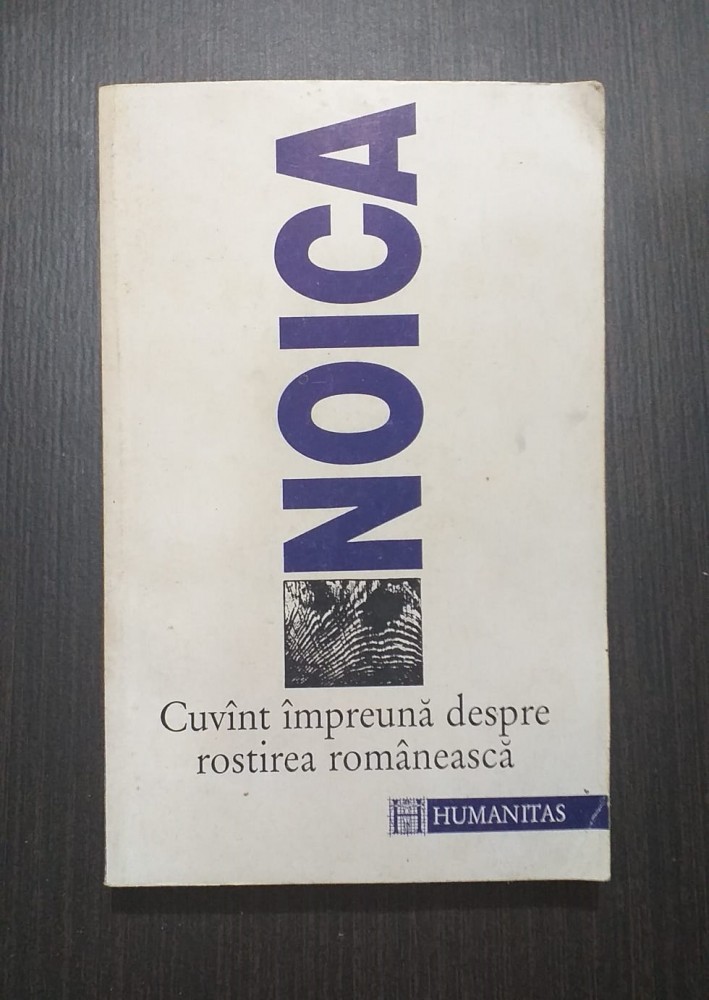 NOICA
Cuvînt împreună despre
rostirea românească
H HUMANITAS